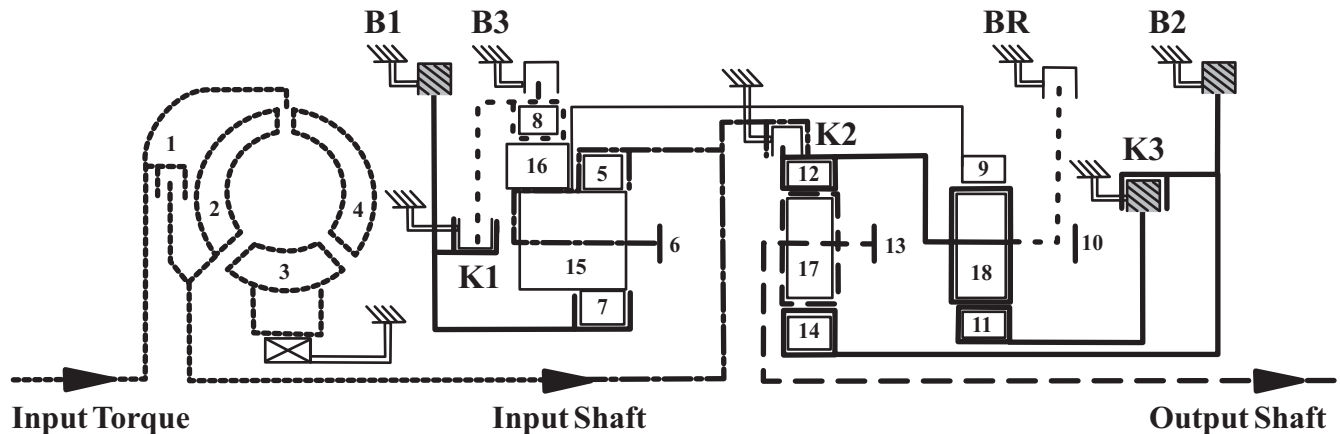 B1 B3 BR B2
1 8 K2 K3
16 5 12 9
2 4
6 13 10
3 K1 15 17 18
7 14 11
Input Torque Input Shaft Output Shaft